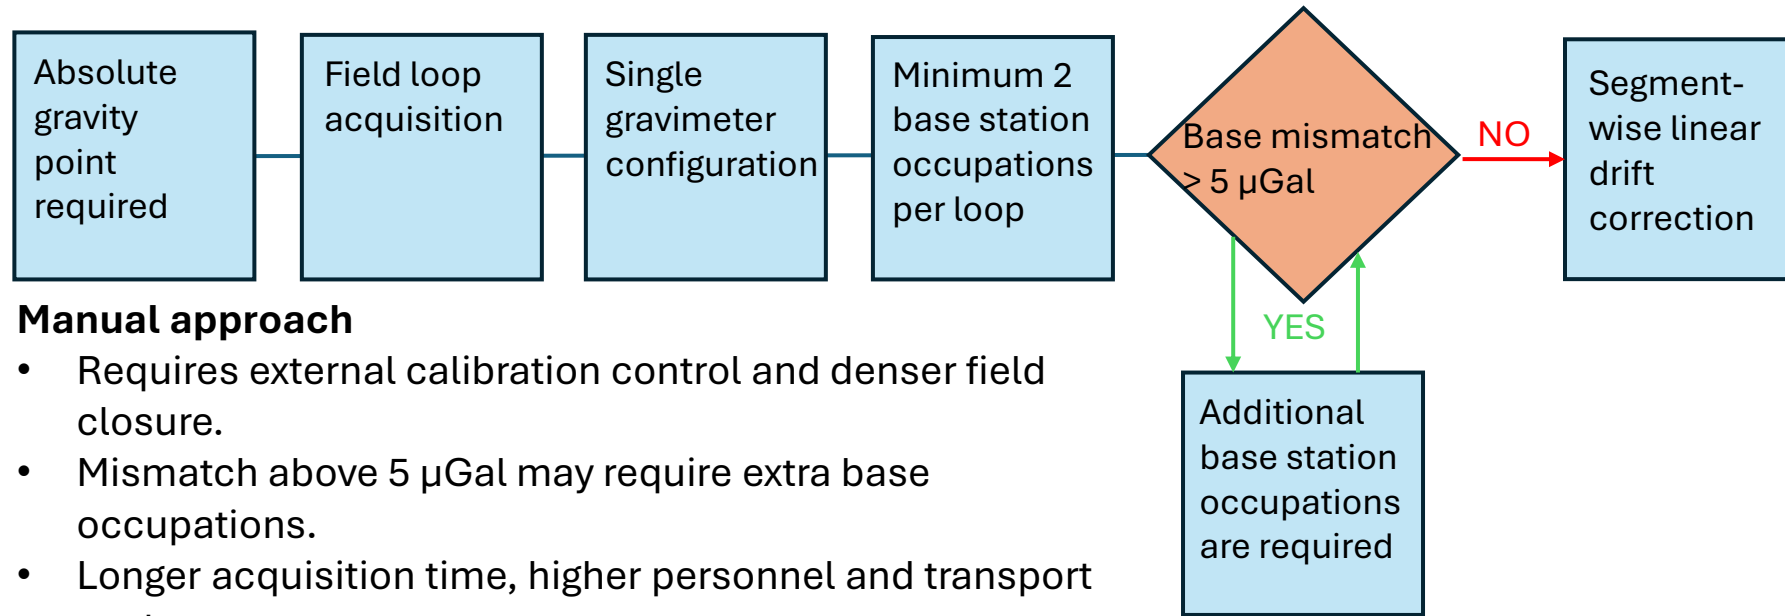 Absolute
gravity
point
required
Field loop
acquisition
Single
gravimeter
configuration
Minimum 2
base station
occupations
per loop
Base mismatch
> 5 µGal
NO
Segment-
wise linear
drift
correction
YES
Additional
base station
occupations
are required
Manual approach
• Requires external calibration control and denser field
closure.
• Mismatch above 5 µGal may require extra base
occupations.
• Longer acquisition time, higher personnel and transport